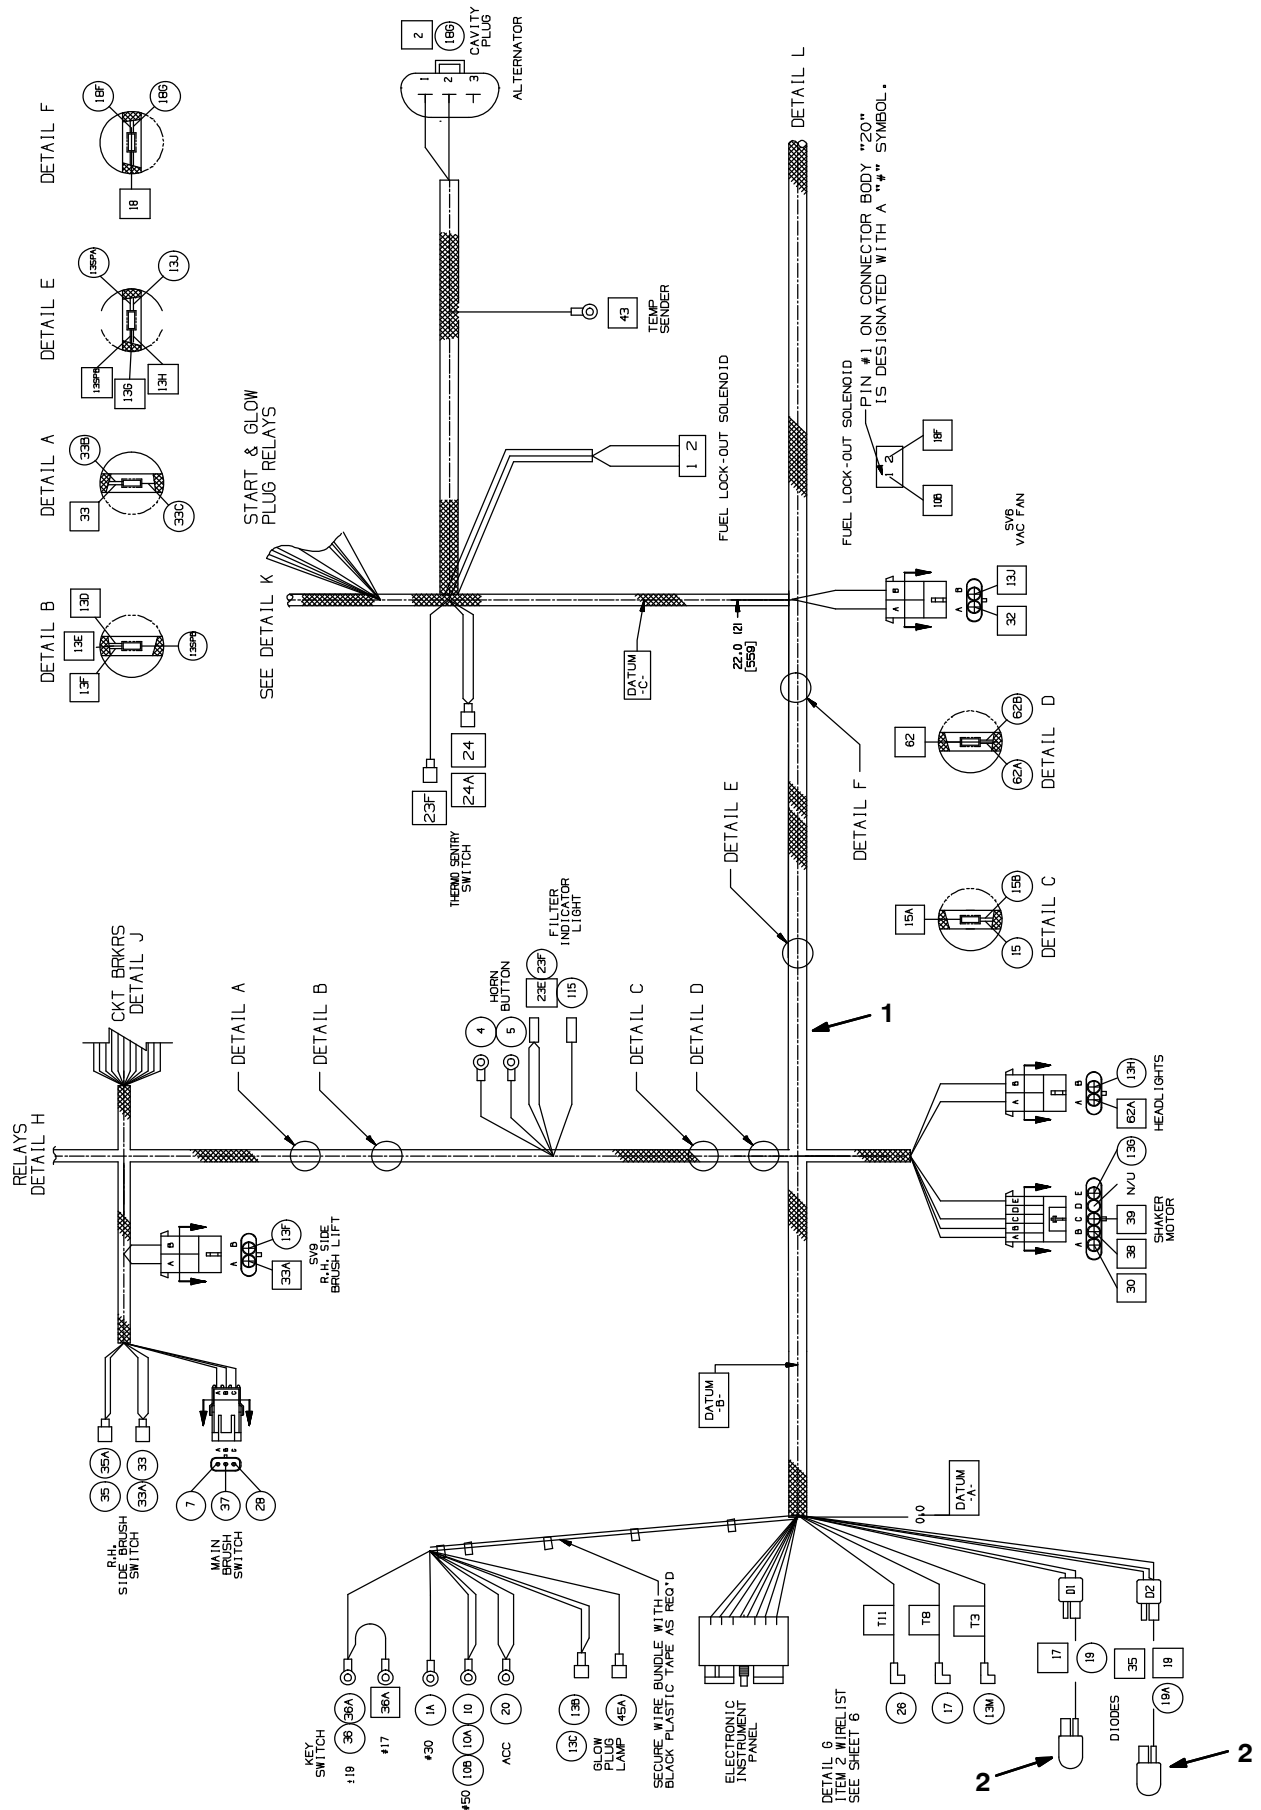 DETAIL F
18F
18G
18
DETAIL E
13SPA
13J
13SPB
13G
13H
DETAIL A
33B
33
33C
DETAIL B
13D
13E
13F
13SPB
2
18G
CAVITY
PLUG
1
2
3
ALTERNATOR
43
TEMP
SENDER
START & GLOW
PLUG RELAYS
SEE DETAIL K
1 2
FUEL LOCK-OUT SOLENOID
DETAIL L
PIN #1 ON CONNECTOR BODY "20"
IS DESIGNATED WITH A "#" SYMBOL.
FUEL LOCK-OUT SOLENOID
1 2
10B
18F
DATUM
-C-
22.0 (2)
[559]
A B
A B
32
13J
SV6
VAC FAN
23F
24
24A
THERMO SENTRY
SWITCH
DETAIL E
DETAIL F
62
62B
62A
DETAIL D
15A
15B
15
DETAIL C
CKT BRKRS
DETAIL J
RELAYS
DETAIL H
DETAIL A
DETAIL B
4
5
HORN
BUTTON
23E
23F
115
FILTER
INDICATOR
LIGHT
DETAIL C
DETAIL D
1
A B
A B
62A
13H
HEADLIGHTS
A B C D E
A B C D E
30
38
39
N/U
13G
SHAKER
MOTOR
A B
A B
33A
13F
SV9
R.H. SIDE
BRUSH LIFT
35A
35
33
33A
R.H.
SIDE BRUSH
SWITCH
A B C
A B C
7
37
28
MAIN
BRUSH
SWITCH
DATUM
-B-
0.0
DATUM
-A-
KEY
SWITCH
36
36A
±19
36A
#17
1A
#30
10
10A
10B
#50
20
ACC
13B
13C
GLOW
PLUG
LAMP
45A
SECURE WIRE BUNDLE WITH
BLACK PLASTIC TAPE AS REQ'D
ELECTRONIC
INSTRUMENT
PANEL
DETAIL G
ITEM 2 WIRELIST
SEE SHEET 6
T11
26
T8
17
T3
13M
D1
17
19
D2
35
19
19A
DIODES
2
2